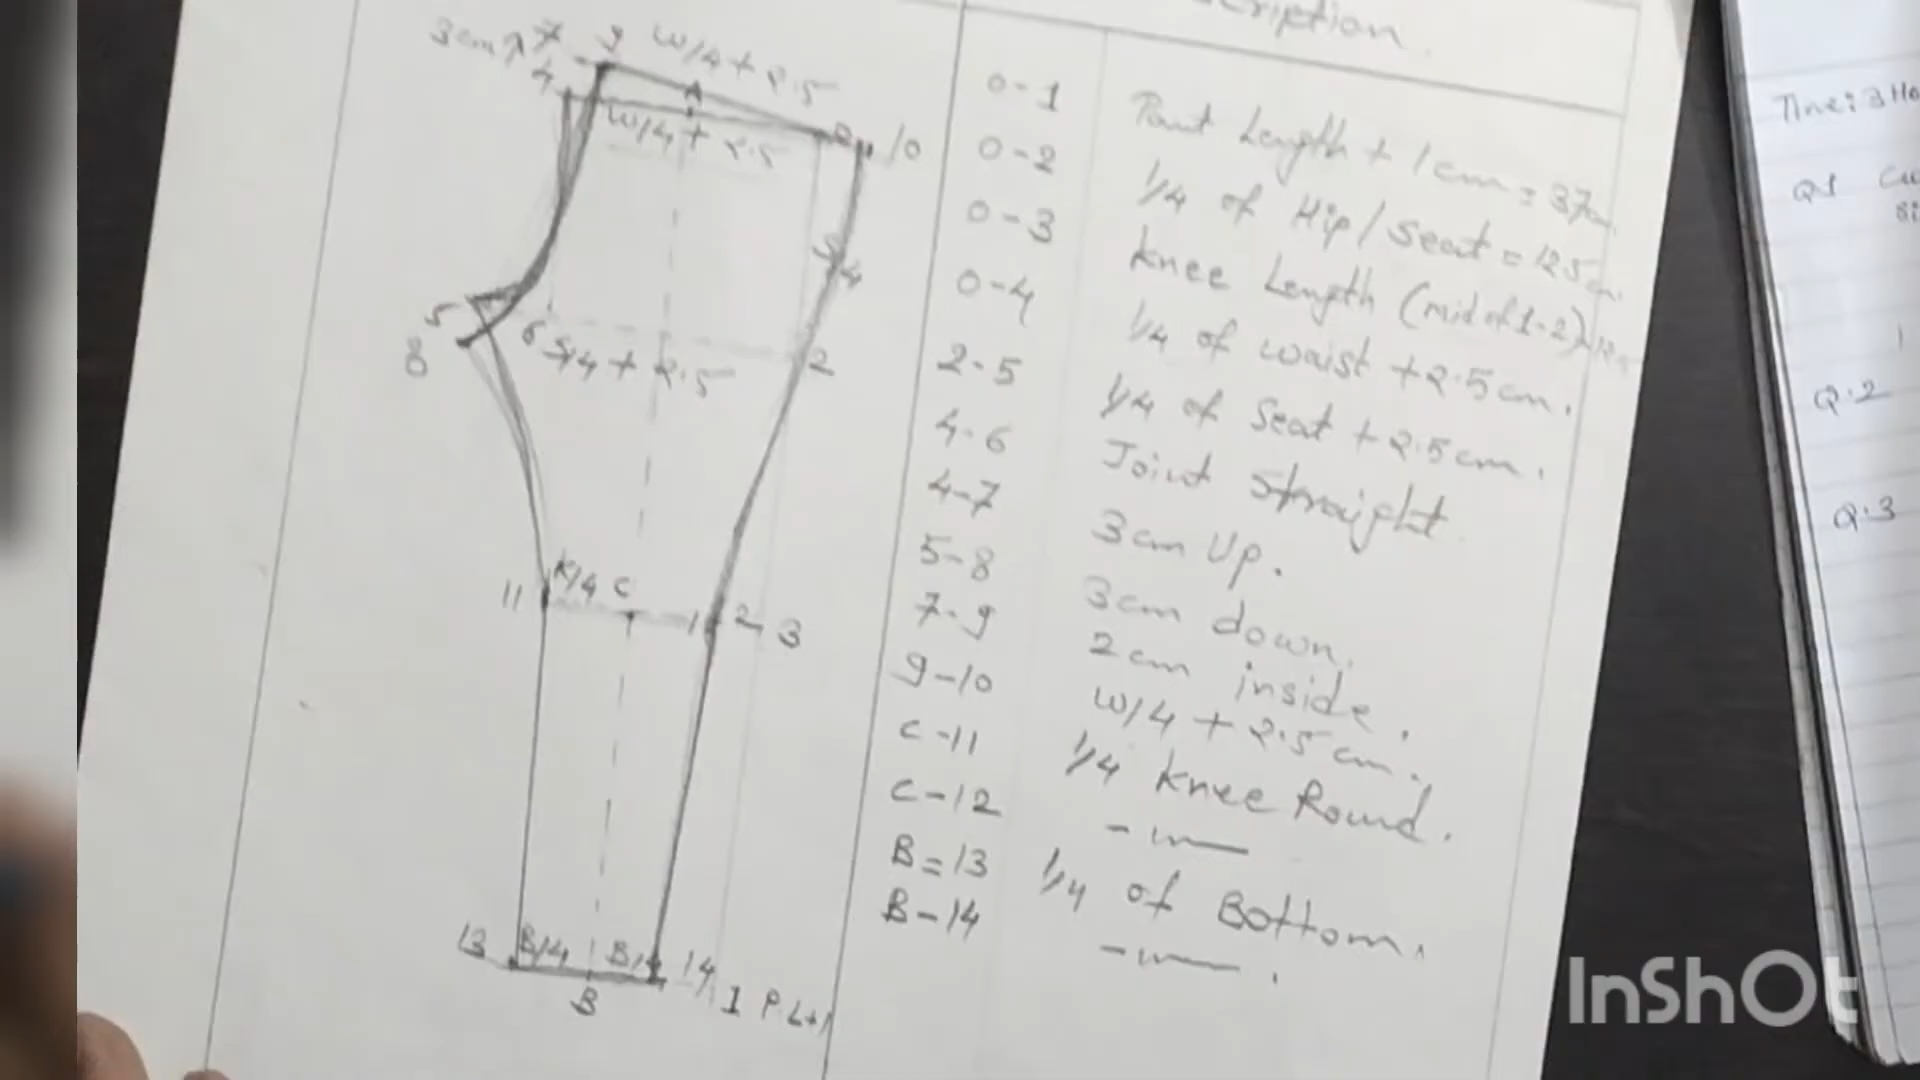 3cm
7
9
W/4 + 2.5
4
A
W/4 + 2.5
10
S/4
5
6
S/4 + 2.5
2
8
K/4 C
11
12
3
13
B/4
B/4
14
B
1 P.L+1
cription.
0-1 Pant Length + 1cm = 37cm.
0-2 1/4 of Hip/Seat = 12.5cm.
0-3 Knee Length (mid of 1-2)
0-4 1/4 of waist + 2.5cm.
2-5 1/4 of Seat + 2.5cm.
4-6 Joint Straight
4-7 3cm Up.
5-8 3cm down.
7-9 2cm inside.
9-10 W/4 + 2.5cm.
C-11 1/4 Knee Round.
C-12 -〃-
B=13 1/4 of Bottom.
B-14 -〃-.
Time: 3 Ho
Q1 Cu
Q.2
Q.3
InShOt